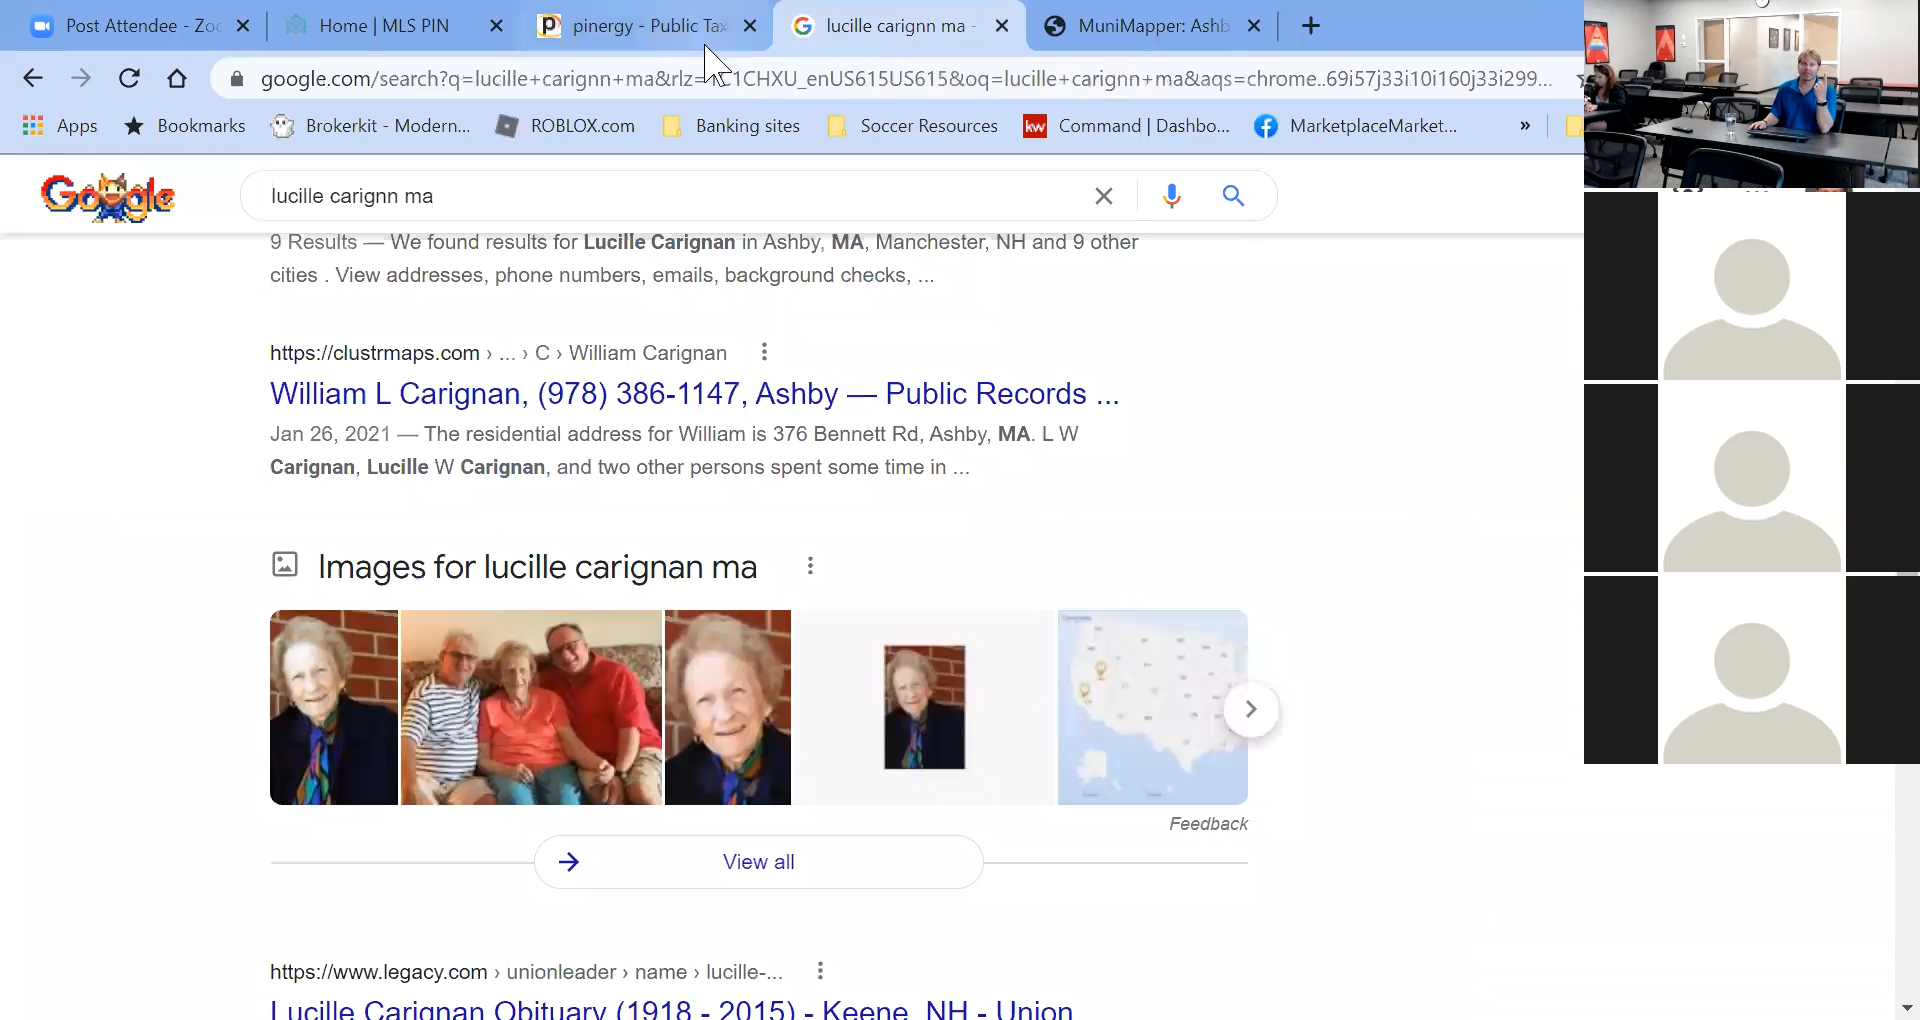 Post Attendee - Zoo
Home | MLS PIN
pinergy - Public Tax
lucille carignn ma -
MuniMapper: Ashb
google.com/search?q=lucille+carignn+ma&rlz=1C1CHXU_enUS615US615&oq=lucille+carignn+ma&aqs=chrome..69i57j33i10i160j33i299...
Apps
Bookmarks
Brokerkit - Modern...
ROBLOX.com
Banking sites
Soccer Resources
kw
Command | Dashbo...
MarketplaceMarket...
»
Google
lucille carignn ma
9 Results — We found results for Lucille Carignan in Ashby, MA, Manchester, NH and 9 other
cities . View addresses, phone numbers, emails, background checks, ...
https://clustrmaps.com › ... › C › William Carignan
William L Carignan, (978) 386-1147, Ashby — Public Records ...
Jan 26, 2021 — The residential address for William is 376 Bennett Rd, Ashby, MA. L W
Carignan, Lucille W Carignan, and two other persons spent some time in ...
Images for lucille carignan ma
Feedback
View all
https://www.legacy.com › unionleader › name › lucille-...
Lucille Carignan Obituary (1918 - 2015) - Keene, NH - Union